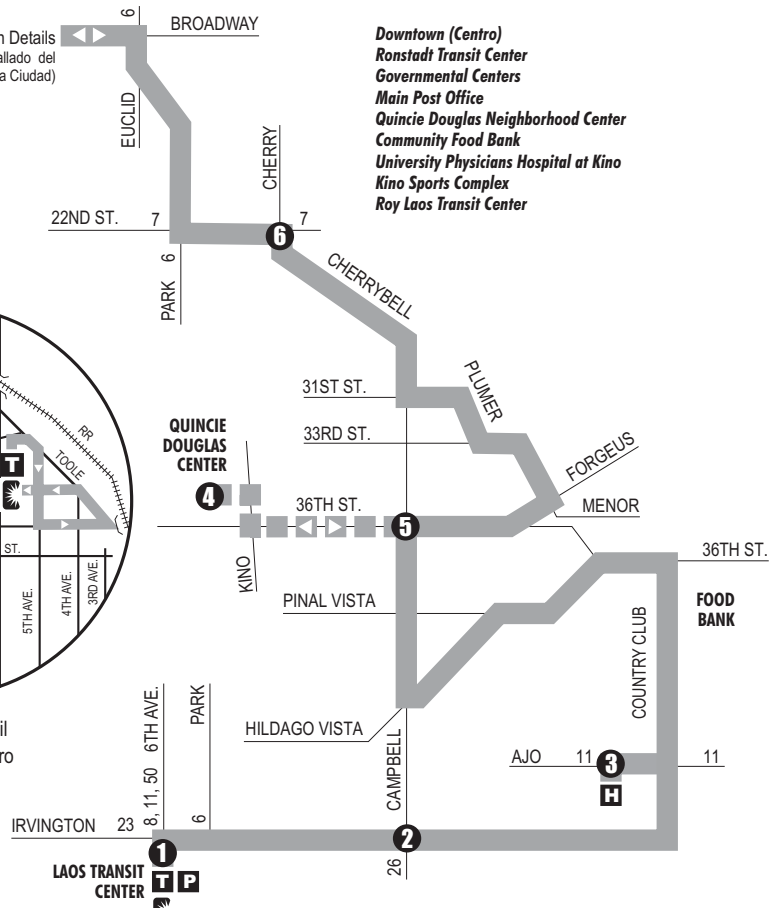 6
BROADWAY
n Details
allado del
a Ciudad)
EUCLID
CHERRY
Downtown (Centro)
Ronstadt Transit Center
Governmental Centers
Main Post Office
Quincie Douglas Neighborhood Center
Community Food Bank
University Physicians Hospital at Kino
Kino Sports Complex
Roy Laos Transit Center
22ND ST. 7
7
6
PARK 6
CHERRYBELL
31ST ST.
PLUMER
33RD ST.
QUINCIE
DOUGLAS
CENTER
FORGEUS
4
36TH ST.
5
MENOR
KINO
36TH ST.
RR
TOOLE
T
ST.
5TH AVE.
4TH AVE.
3RD AVE.
PINAL VISTA
FOOD
BANK
COUNTRY CLUB
HILDAGO VISTA
il
ro
8, 11, 50 6TH AVE.
PARK
6
CAMPBELL
AJO 11
3
11
H
IRVINGTON 23
1
2
26
LAOS TRANSIT
CENTER
T P